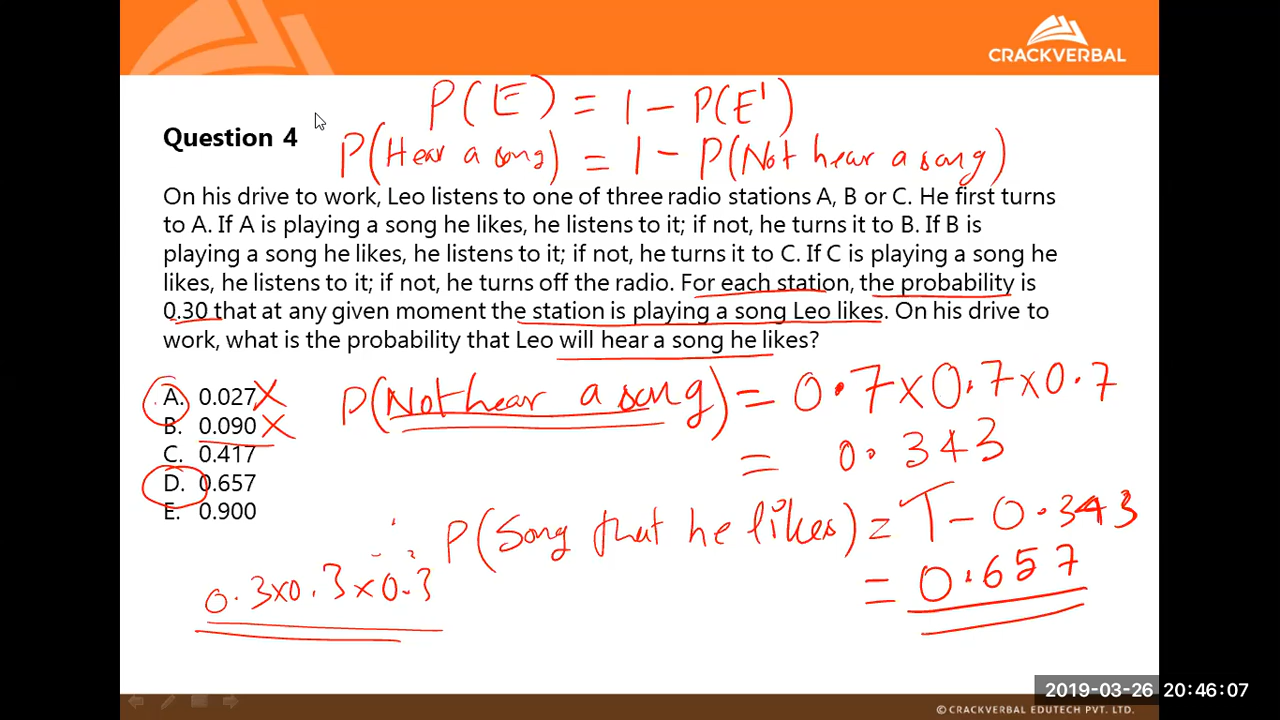 CRACKVERBAL
P(E) = 1 - P(E')
Question 4
P(Hear a song) = 1 - P(Not hear a song)
On his drive to work, Leo listens to one of three radio stations A, B or C. He first turns
to A. If A is playing a song he likes, he listens to it; if not, he turns it to B. If B is
playing a song he likes, he listens to it; if not, he turns it to C. If C is playing a song he
likes, he listens to it; if not, he turns off the radio. For each station, the probability is
0.30 that at any given moment the station is playing a song Leo likes. On his drive to
work, what is the probability that Leo will hear a song he likes?
A. 0.027 X
B. 0.090 X
C. 0.417
D. 0.657
E. 0.900
P(Not hear a song) = 0.7 x 0.7 x 0.7
= 0.343
P(Song that he likes) = 1 - 0.343
= 0.657
0.3x0.3x0.3
2019-03-26 20:46:07
© CRACKVERBAL EDUTECH PVT. LTD.